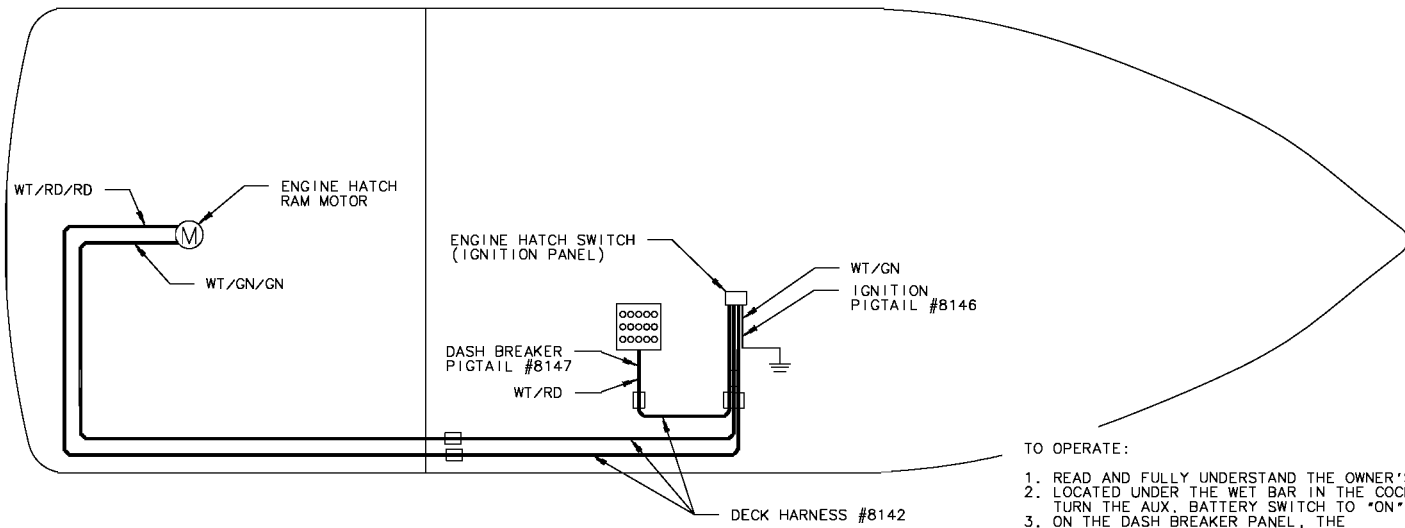 WT/RD/RD
ENGINE HATCH
RAM MOTOR
M
WT/GN/GN
ENGINE HATCH SWITCH
(IGNITION PANEL)
WT/GN
IGNITION
PIGTAIL #8146
DASH BREAKER
PIGTAIL #8147
WT/RD
DECK HARNESS #8142
TO OPERATE:
1. READ AND FULLY UNDERSTAND THE OWNER'
2. LOCATED UNDER THE WET BAR IN THE
TURN THE AUX. BATTERY SWITCH TO "ON"
3. ON THE DASH BREAKER PANEL, THE